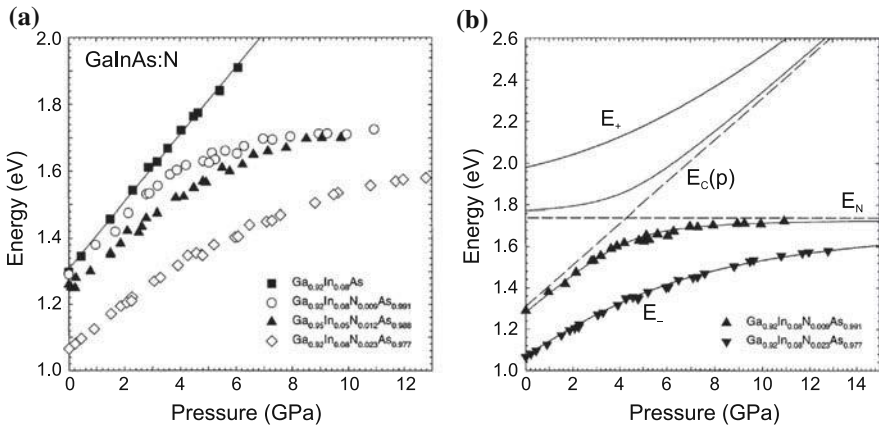 (a)
2.0
1.8
1.6
1.4
1.2
1.0
Energy (eV)
GaInAs:N
Ga0.92In0.08As
Ga0.92In0.08N0.009As0.991
Ga0.95In0.05N0.012As0.988
Ga0.92In0.08N0.023As0.977
0 2 4 6 8 10 12
Pressure (GPa)
(b)
2.6
2.4
2.2
2.0
1.8
1.6
1.4
1.2
1.0
Energy (eV)
E+
EC(p)
EN
E−
Ga0.92In0.08N0.009As0.991
Ga0.92In0.08N0.023As0.977
0 2 4 6 8 10 12 14
Pressure (GPa)